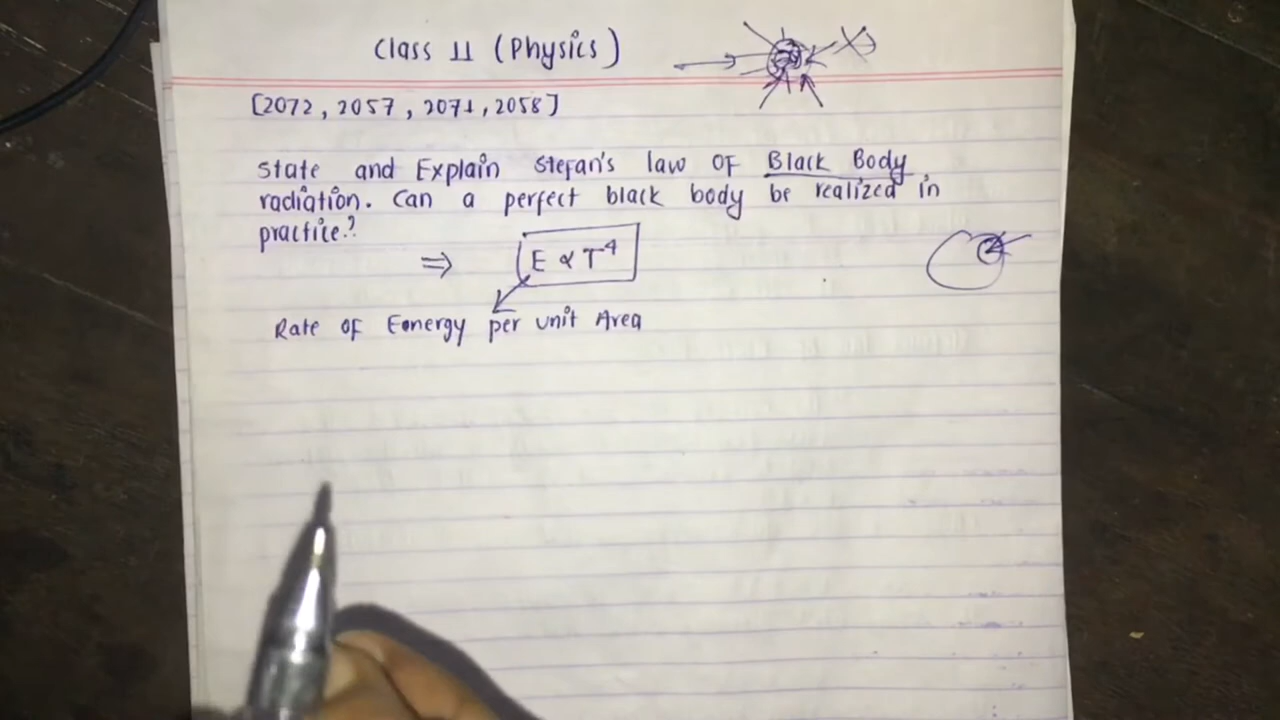 Class 11 (Physics)
[2072, 2057, 2071, 2058]
State and Explain Stefan's law of Black Body
radiation. Can a perfect black body be realized in
practice?
⇒ E ∝ T⁴
Rate of Eenergy per unit Area